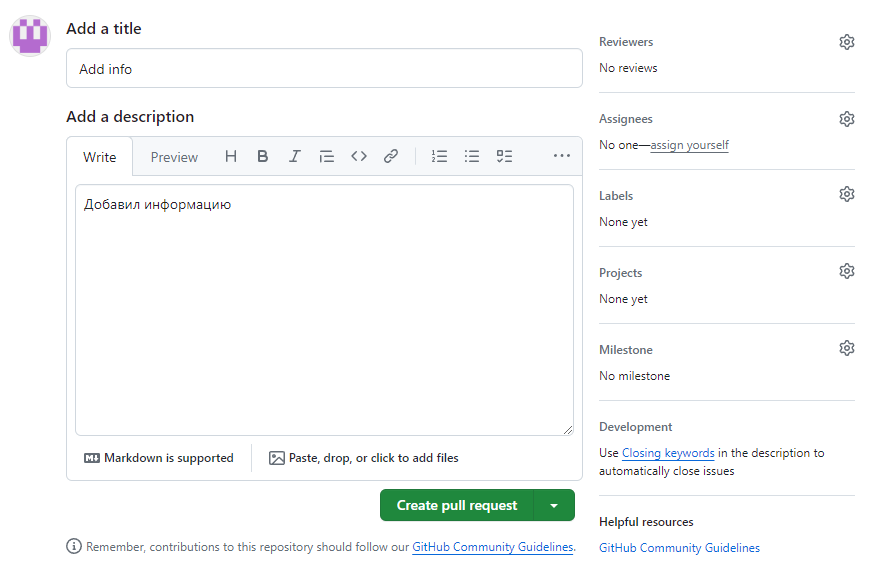 Add a title
Add info
Add a description
Write Preview H B I
Добавил информацию
Markdown is supported Paste, drop, or click to add files
Create pull request
Remember, contributions to this repository should follow our GitHub Community Guidelines.
Reviewers
No reviews
Assignees
No one—assign yourself
Labels
None yet
Projects
None yet
Milestone
No milestone
Development
Use Closing keywords in the description to
automatically close issues
Helpful resources
GitHub Community Guidelines